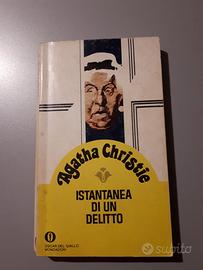 Agatha Christie
ISTANTANEA
DI UN
DELITTO
OSCAR DEL GIALLO
MONDADORI
subito